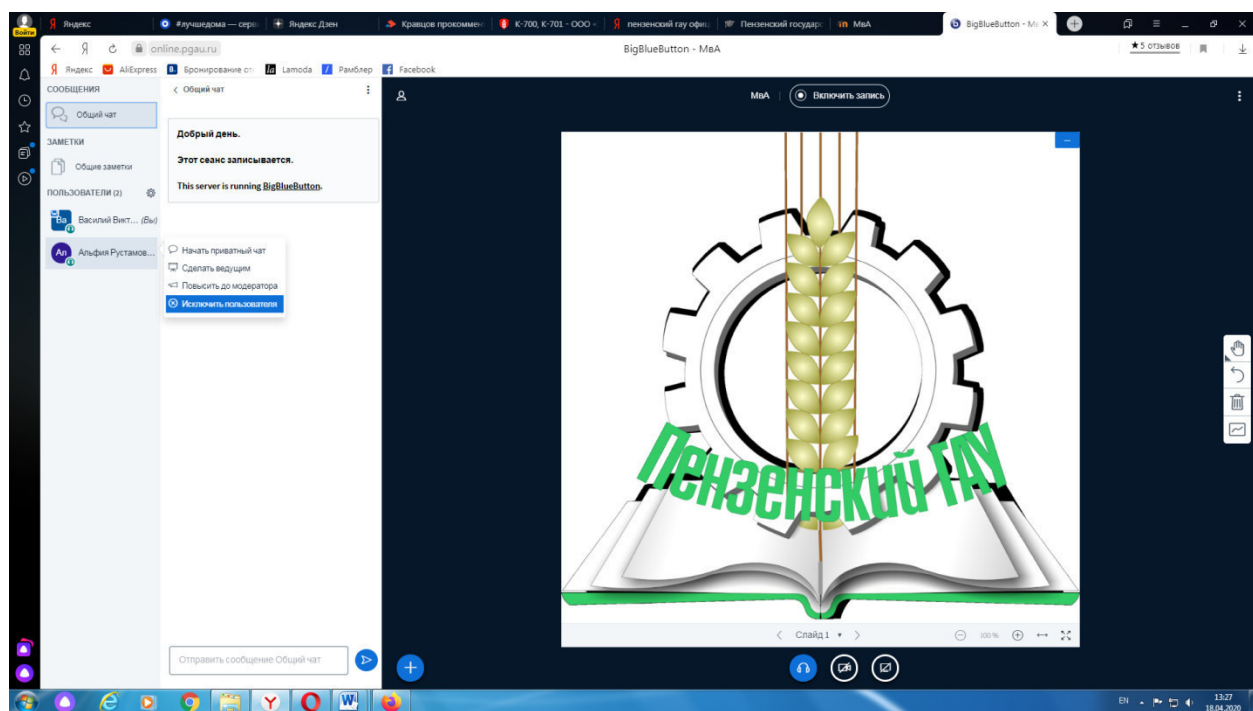 Войти
Яндекс
#лучшедома — серв
Яндекс Дзен
Кравцов прокоммен
К-700, К-701 - ООО «
пензенский гау офиц
Пензенский государс
МвА
BigBlueButton - Мв
online.pgau.ru
BigBlueButton - МвА
★5 отзывов
Яндекс
AliExpress
Бронирование от
Lamoda
Рамблер
Facebook
СООБЩЕНИЯ
Общий чат
МвА
Включить запись
Общий чат
ЗАМЕТКИ
Добрый день.
Этот сеанс записывается.
Общие заметки
This server is running BigBlueButton.
ПОЛЬЗОВАТЕЛИ (2)
Ва
Василий Викт... (Вы)
Ал
Альфия Рустамов...
Начать приватный чат
Сделать ведущим
Повысить до модератора
Исключить пользователя
Пензенский ГАУ
Слайд 1
100 %
Отправить сообщение Общий чат
EN
13:27
18.04.2020